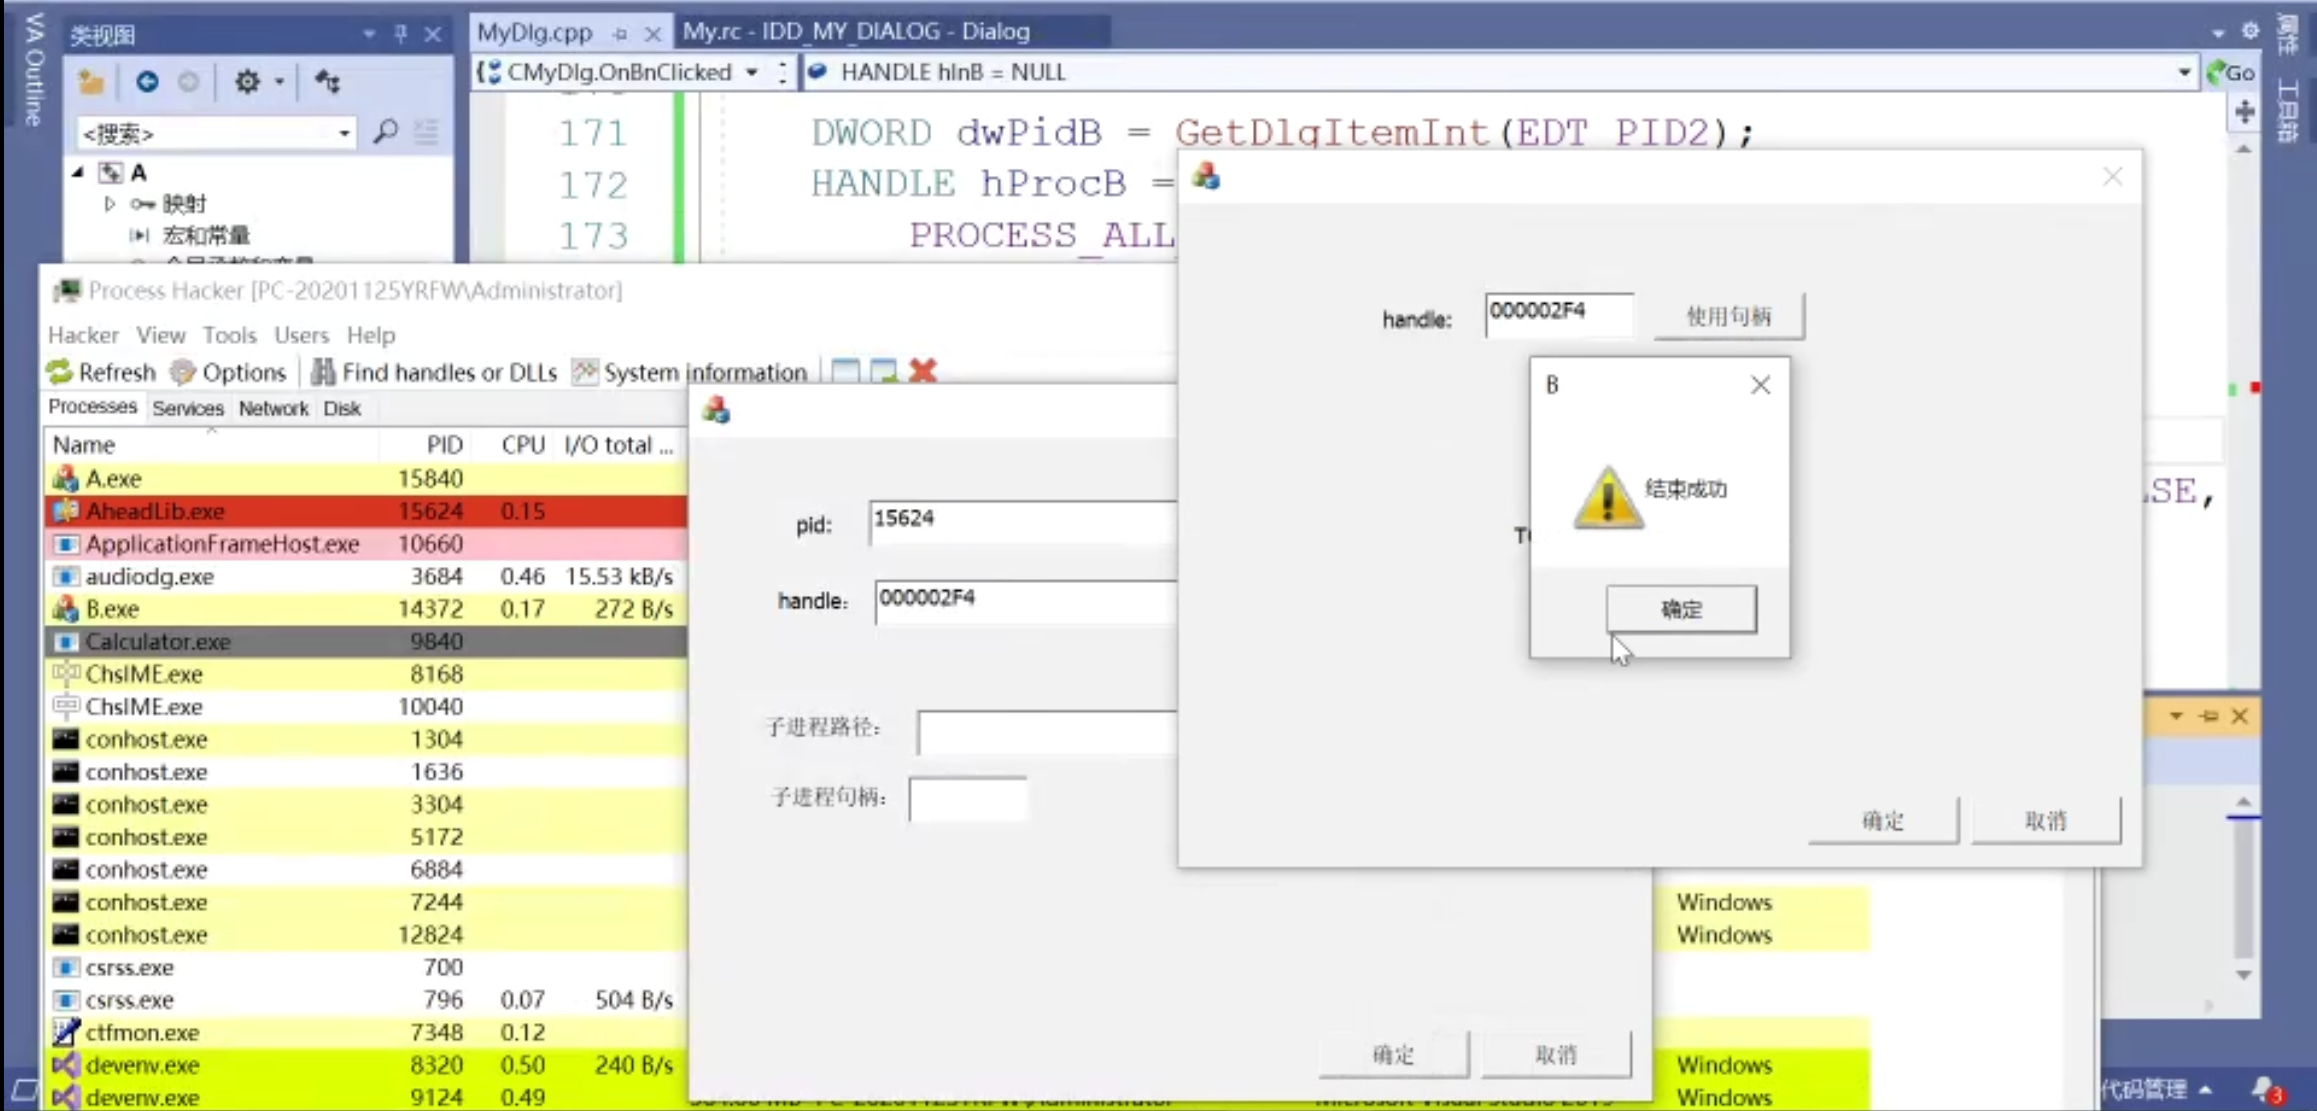 VA Outline
类视图
MyDlg.cpp
My.rc - IDD_MY_DIALOG - Dialog
属性
工具箱
CMyDlg.OnBnClicked
HANDLE hInB = NULL
Go
<搜索>
171 DWORD dwPidB = GetDlgItemInt(EDT_PID2);
172 HANDLE hProcB =
173 PROCESS_ALL_
A
映射
宏和常量
SE,
Process Hacker [PC-20201125YRFW\Administrator]
Hacker View Tools Users Help
Refresh Options Find handles or DLLs System information
Processes Services Network Disk
Name PID CPU I/O total ...
A.exe 15840
AheadLib.exe 15624 0.15
ApplicationFrameHost.exe 10660
audiodg.exe 3684 0.46 15.53 kB/s
B.exe 14372 0.17 272 B/s
Calculator.exe 9840
ChsIME.exe 8168
ChsIME.exe 10040
conhost.exe 1304
conhost.exe 1636
conhost.exe 3304
conhost.exe 5172
conhost.exe 6884
conhost.exe 7244 Windows
conhost.exe 12824 Windows
csrss.exe 700
csrss.exe 796 0.07 504 B/s
ctfmon.exe 7348 0.12
devenv.exe 8320 0.50 240 B/s Windows
devenv.exe 9124 0.49 Windows
pid: 15624
handle: 000002F4
子进程路径:
子进程句柄:
确定 取消
handle: 000002F4 使用句柄
B
结束成功
确定
确定 取消
代码管理
3